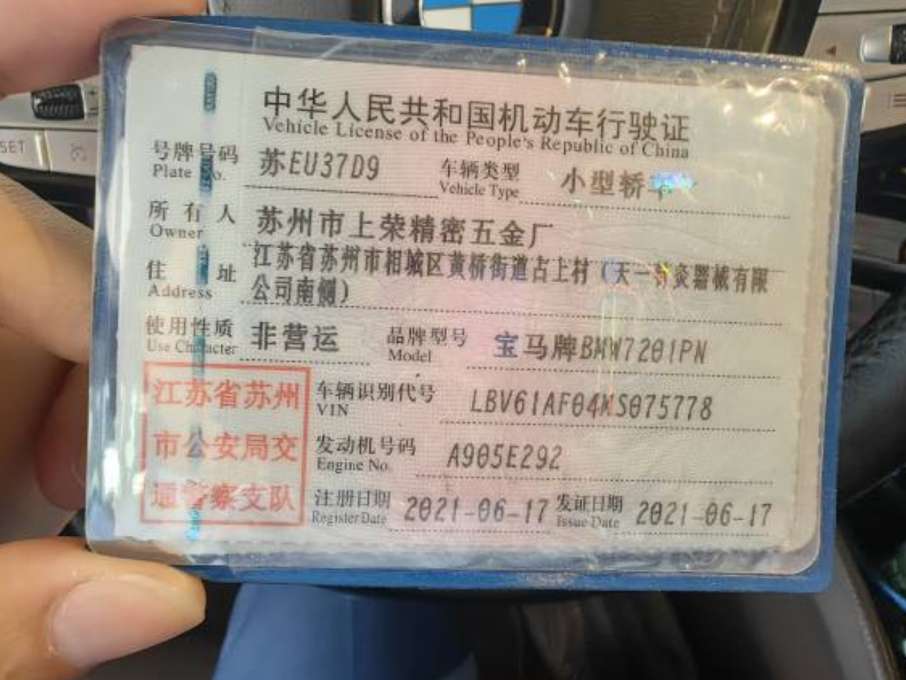 中华人民共和国机动车行驶证
Vehicle License of the People's Republic of China
号牌号码 苏EU37D9 车辆类型 小型轿车
Plate No. Vehicle Type
所有人 苏州市上荣精密五金厂
Owner
住址 江苏省苏州市相城区黄桥街道占上村(天一针灸器械有限
Address 公司南侧)
使用性质 非营运 品牌型号 宝马牌BMW7201PN
Use Character Model
江苏省苏州
市公安局交
通警察支队
车辆识别代号 LBV61AF04MS075778
VIN
发动机号码 A905E292
Engine No.
注册日期 2021-06-17 发证日期 2021-06-17
Register Date Issue Date
SET